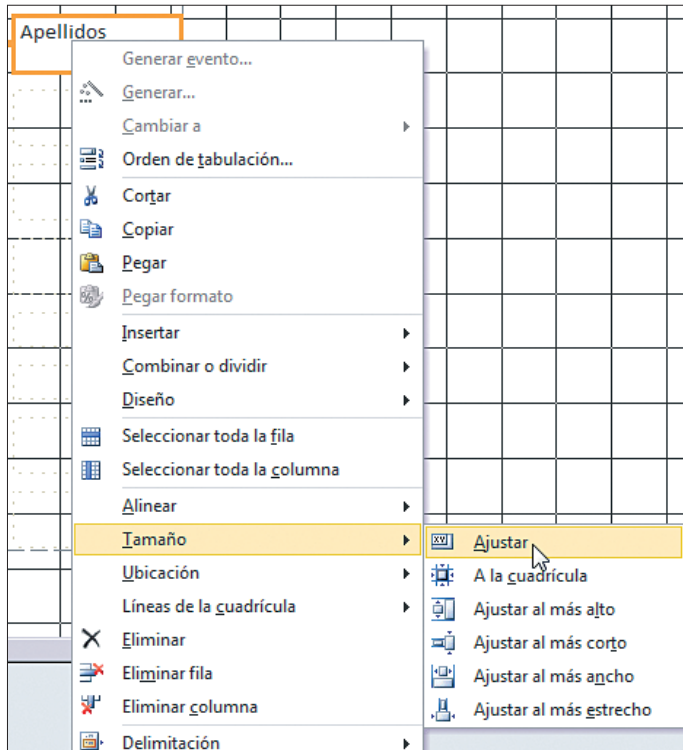 Apellidos
Generar evento...
Generar...
Cambiar a
Orden de tabulación...
Cortar
Copiar
Pegar
Pegar formato
Insertar
Combinar o dividir
Diseño
Seleccionar toda la fila
Seleccionar toda la columna
Alinear
Tamaño
Ubicación
Líneas de la cuadrícula
Eliminar
Eliminar fila
Eliminar columna
Delimitación
Ajustar
A la cuadrícula
Ajustar al más alto
Ajustar al más corto
Ajustar al más ancho
Ajustar al más estrecho